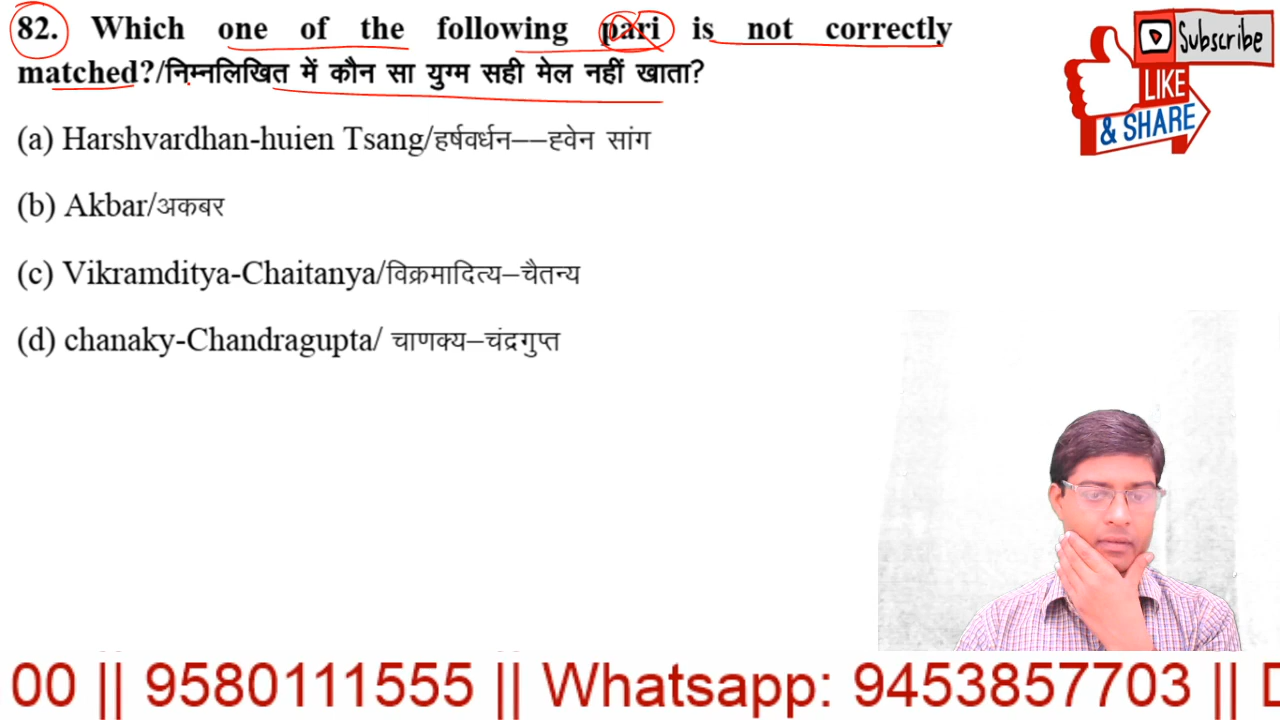 82. Which one of the following pari is not correctly
matched?/निम्नलिखित में कौन सा युग्म सही मेल नहीं खाता?
(a) Harshvardhan-huien Tsang/हर्षवर्धन––ह्वेन सांग
(b) Akbar/अकबर
(c) Vikramditya-Chaitanya/विक्रमादित्य–चैतन्य
(d) chanaky-Chandragupta/ चाणक्य–चंद्रगुप्त
Subscribe
LIKE
& SHARE
00 || 9580111555 || Whatsapp: 9453857703 || D